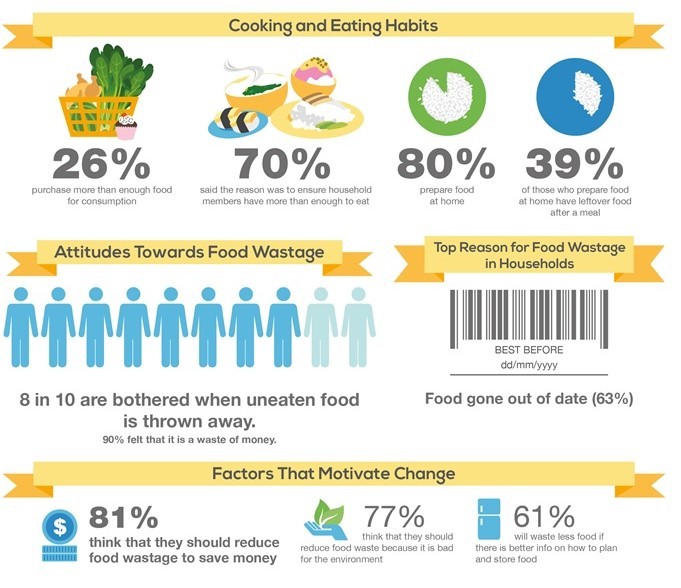 Cooking and Eating Habits
26%
purchase more than enough food
for consumption
70%
said the reason was to ensure household
members have more than enough to eat
80%
prepare food
at home
39%
of those who prepare food
at home have leftover food
after a meal
Attitudes Towards Food Wastage
8 in 10 are bothered when uneaten food
is thrown away.
90% felt that it is a waste of money.
Top Reason for Food Wastage
in Households
BEST BEFORE
dd/mm/yyyy
Food gone out of date (63%)
Factors That Motivate Change
$
81%
think that they should reduce
food wastage to save money
77%
think that they should
reduce food waste because it is bad
for the environment
61%
will waste less food if
there is better info on how to plan
and store food